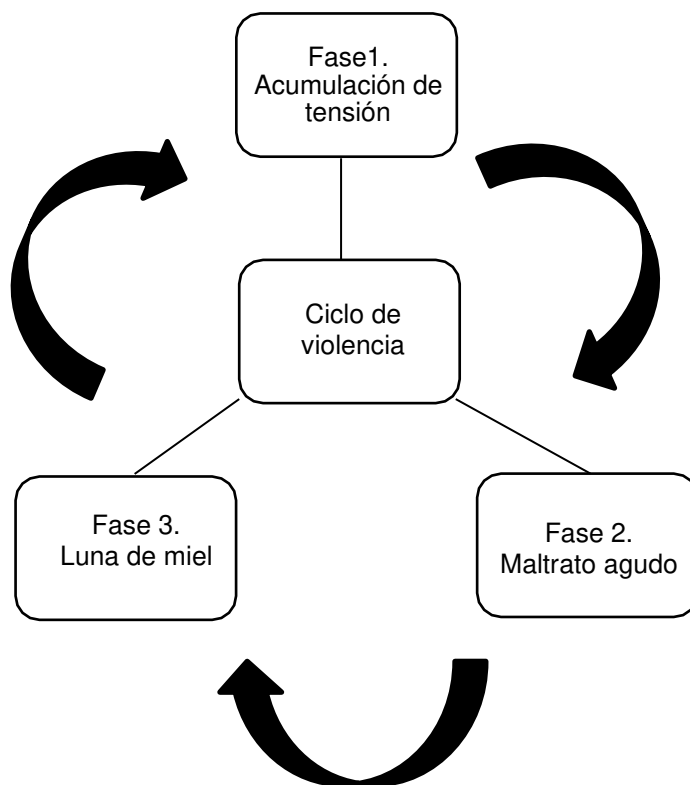 Fase1.
Acumulación de
tensión
Ciclo de
violencia
Fase 3.
Luna de miel
Fase 2.
Maltrato agudo